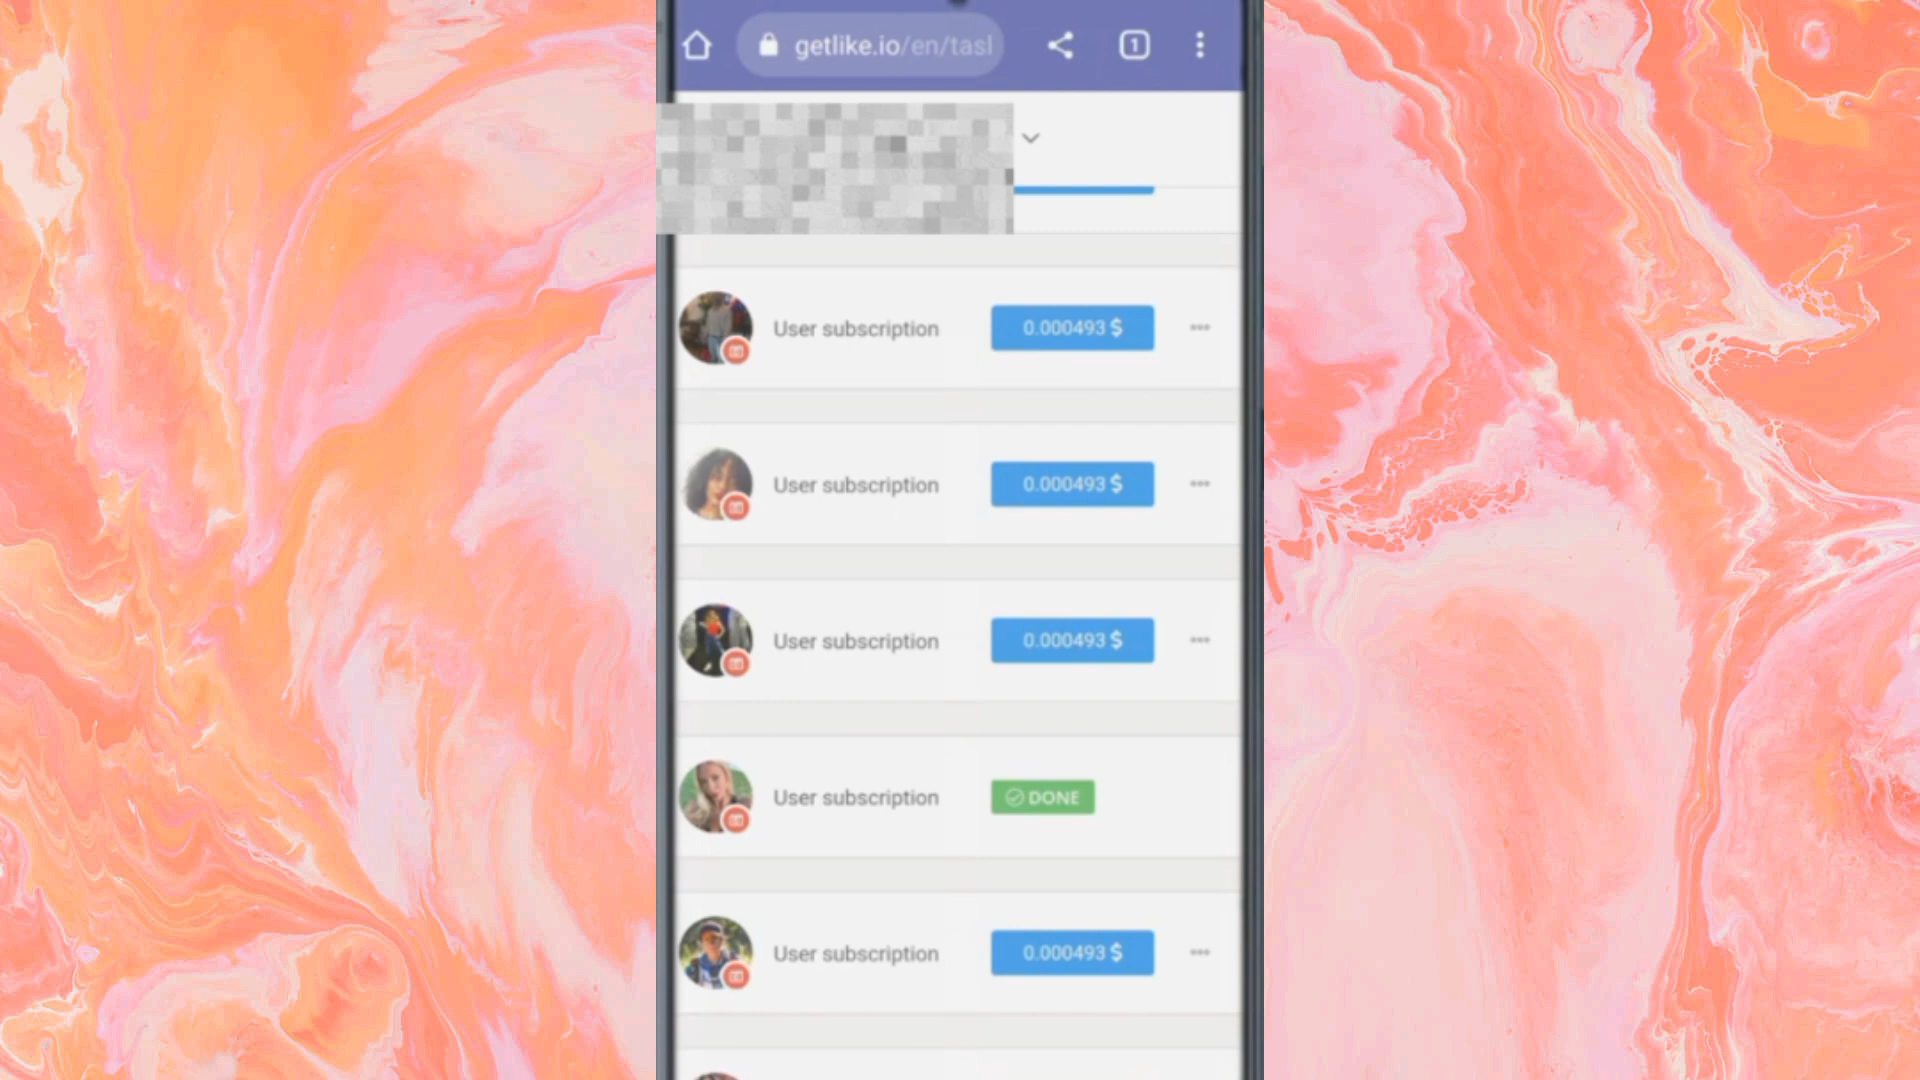 getlike.io/en/tasl
1
User subscription 0.000493 $
User subscription 0.000493 $
User subscription 0.000493 $
User subscription DONE
User subscription 0.000493 $